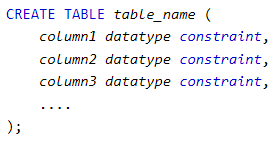 CREATE TABLE table_name (
    column1 datatype constraint,
    column2 datatype constraint,
    column3 datatype constraint,
    ....
);